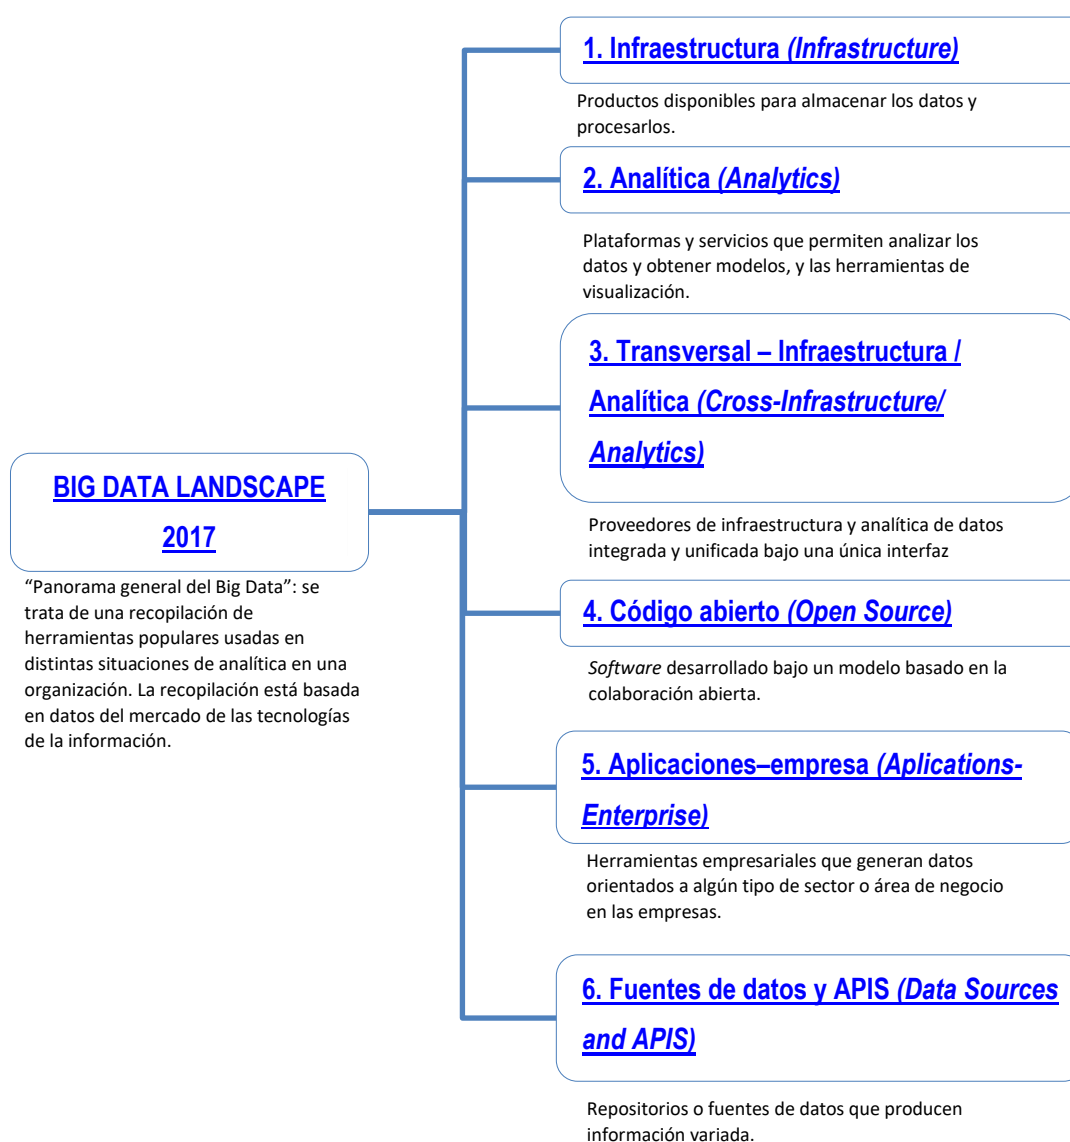 BIG DATA LANDSCAPE
2017
“Panorama general del Big Data”: se
trata de una recopilación de
herramientas populares usadas en
distintas situaciones de analítica en una
organización. La recopilación está basada
en datos del mercado de las tecnologías
de la información.
1. Infraestructura (Infrastructure)
Productos disponibles para almacenar los datos y
procesarlos.
2. Analítica (Analytics)
Plataformas y servicios que permiten analizar los
datos y obtener modelos, y las herramientas de
visualización.
3. Transversal – Infraestructura /
Analítica (Cross-Infrastructure/
Analytics)
Proveedores de infraestructura y analítica de datos
integrada y unificada bajo una única interfaz
4. Código abierto (Open Source)
Software desarrollado bajo un modelo basado en la
colaboración abierta.
5. Aplicaciones–empresa (Aplications-
Enterprise)
Herramientas empresariales que generan datos
orientados a algún tipo de sector o área de negocio
en las empresas.
6. Fuentes de datos y APIS (Data Sources
and APIS)
Repositorios o fuentes de datos que producen
información variada.